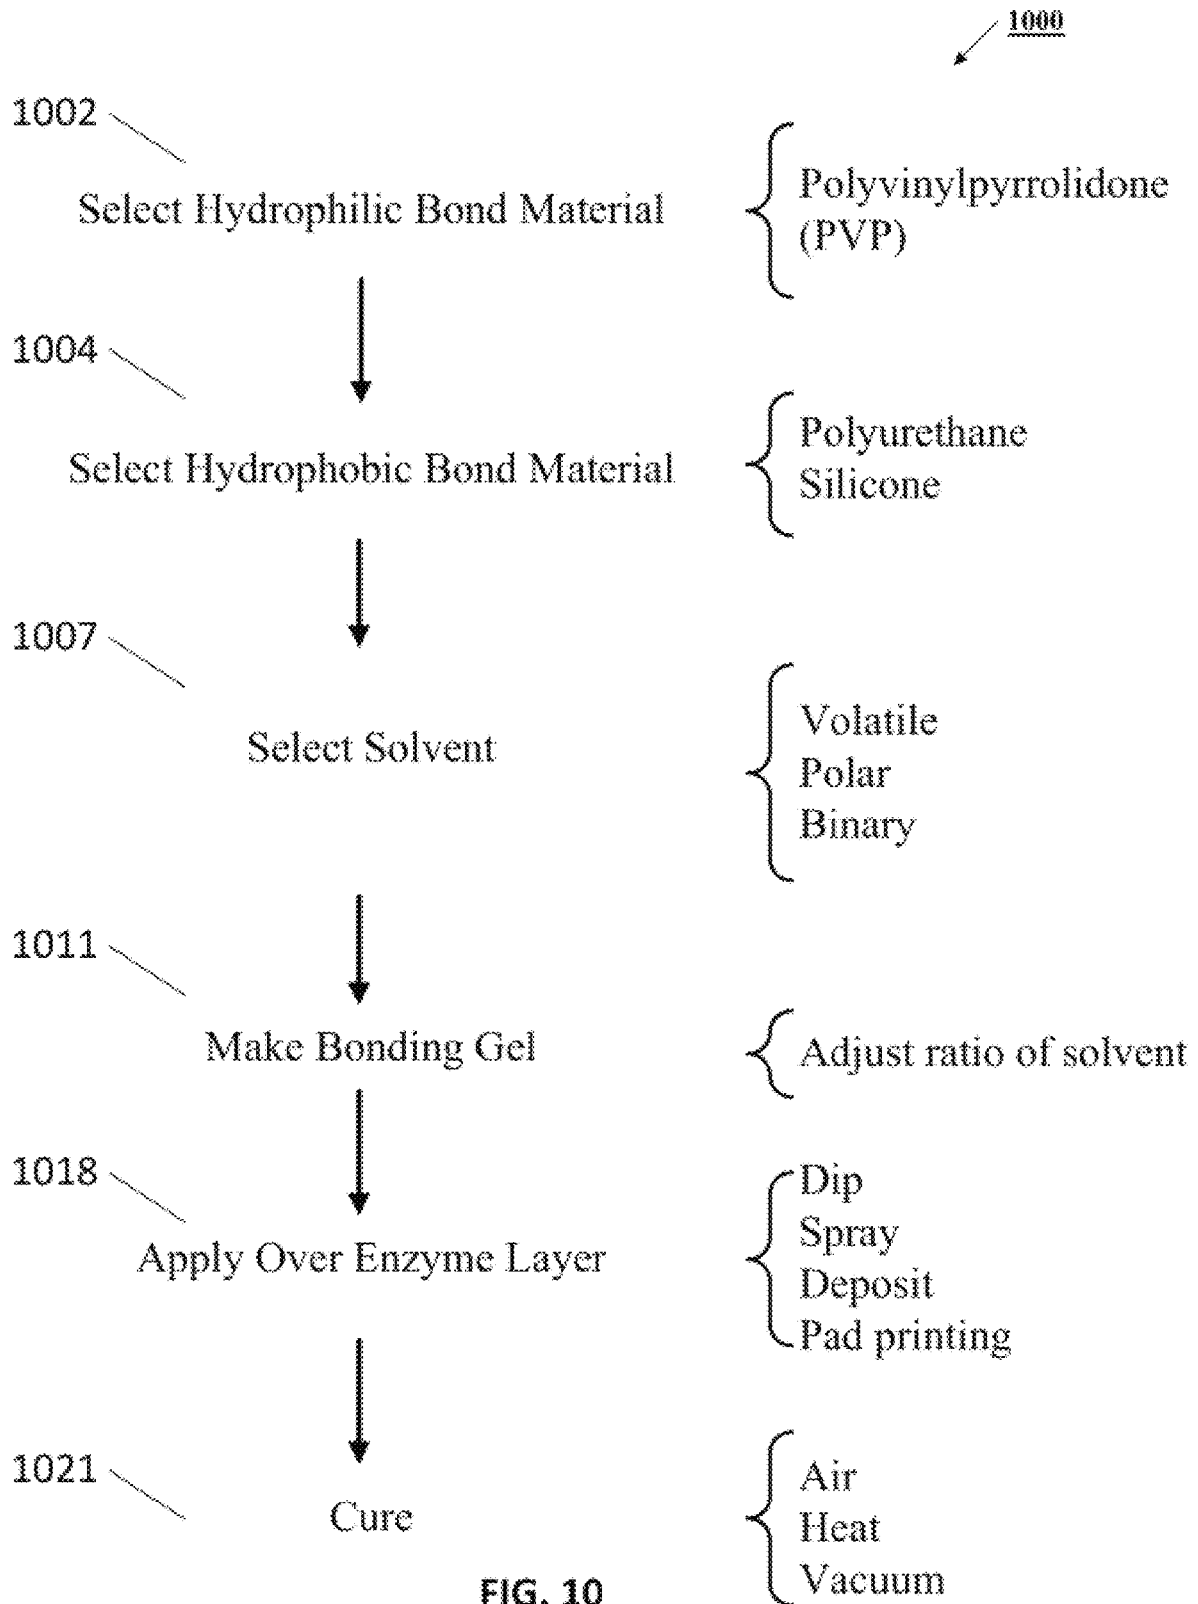 1000
1002
Select Hydrophilic Bond Material
Polyvinylpyrrolidone
(PVP)
1004
Select Hydrophobic Bond Material
Polyurethane
Silicone
1007
Select Solvent
Volatile
Polar
Binary
1011
Make Bonding Gel
Adjust ratio of solvent
1018
Apply Over Enzyme Layer
Dip
Spray
Deposit
Pad printing
1021
Cure
Air
Heat
Vacuum
FIG. 10